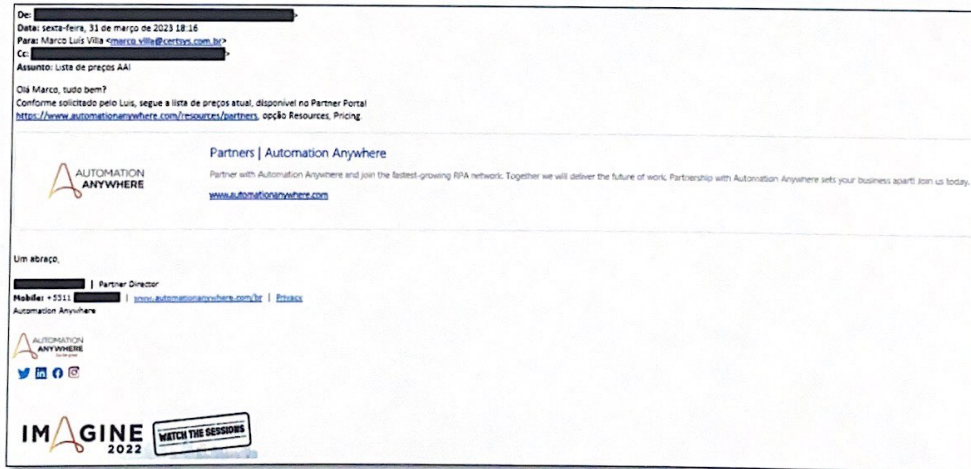 De:
Data: sexta-feira, 31 de março de 2023 18:16
Para: Marco Luís Villa <marco.villa@certsys.com.br>
Cc:
Assunto: Lista de preços AAI
Olá Marco, tudo bem?
Conforme solicitado pelo Luis, segue a lista de preços atual, disponível no Partner Portal
https://www.automationanywhere.com/resources/partners, opção Resources, Pricing.
Partners | Automation Anywhere
AUTOMATION
ANYWHERE
Partner with Automation Anywhere and join the fastest-growing RPA network. Together we will deliver the future of work. Partnership with Automation Anywhere sets your business apart! Join us today.
www.automationanywhere.com
Um abraço,
| Partner Director
Mobile: +5511 | www.automationanywhere.com/br | Privacy
Automation Anywhere
AUTOMATION
ANYWHERE
IMAGINE
2022
WATCH THE SESSIONS